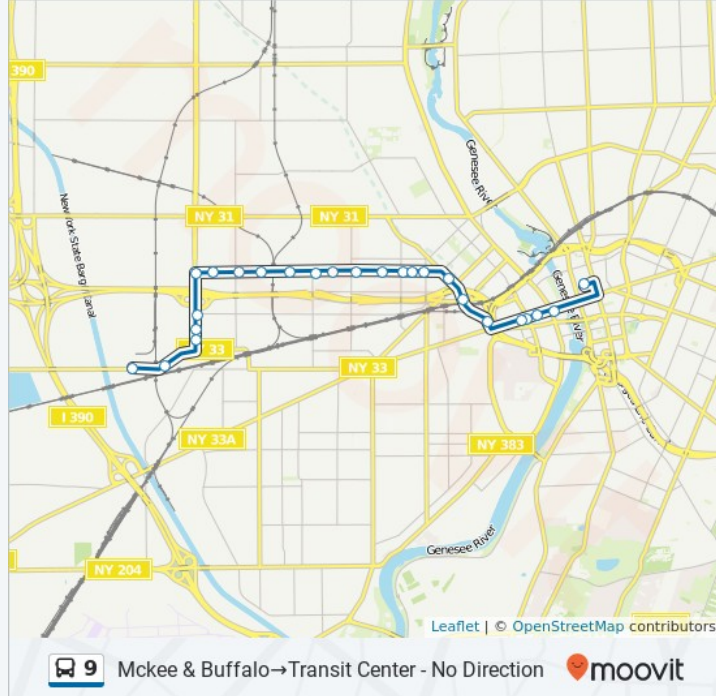 390
Genesee River
New York State Barge Canal
NY 31
NY 31
Genesee River
33
NY 33
I 390
NY 33A
NY 383
Genesee River
NY 204
Leaflet | © OpenStreetMap contributors
9
Mckee & Buffalo→Transit Center - No Direction
moovit